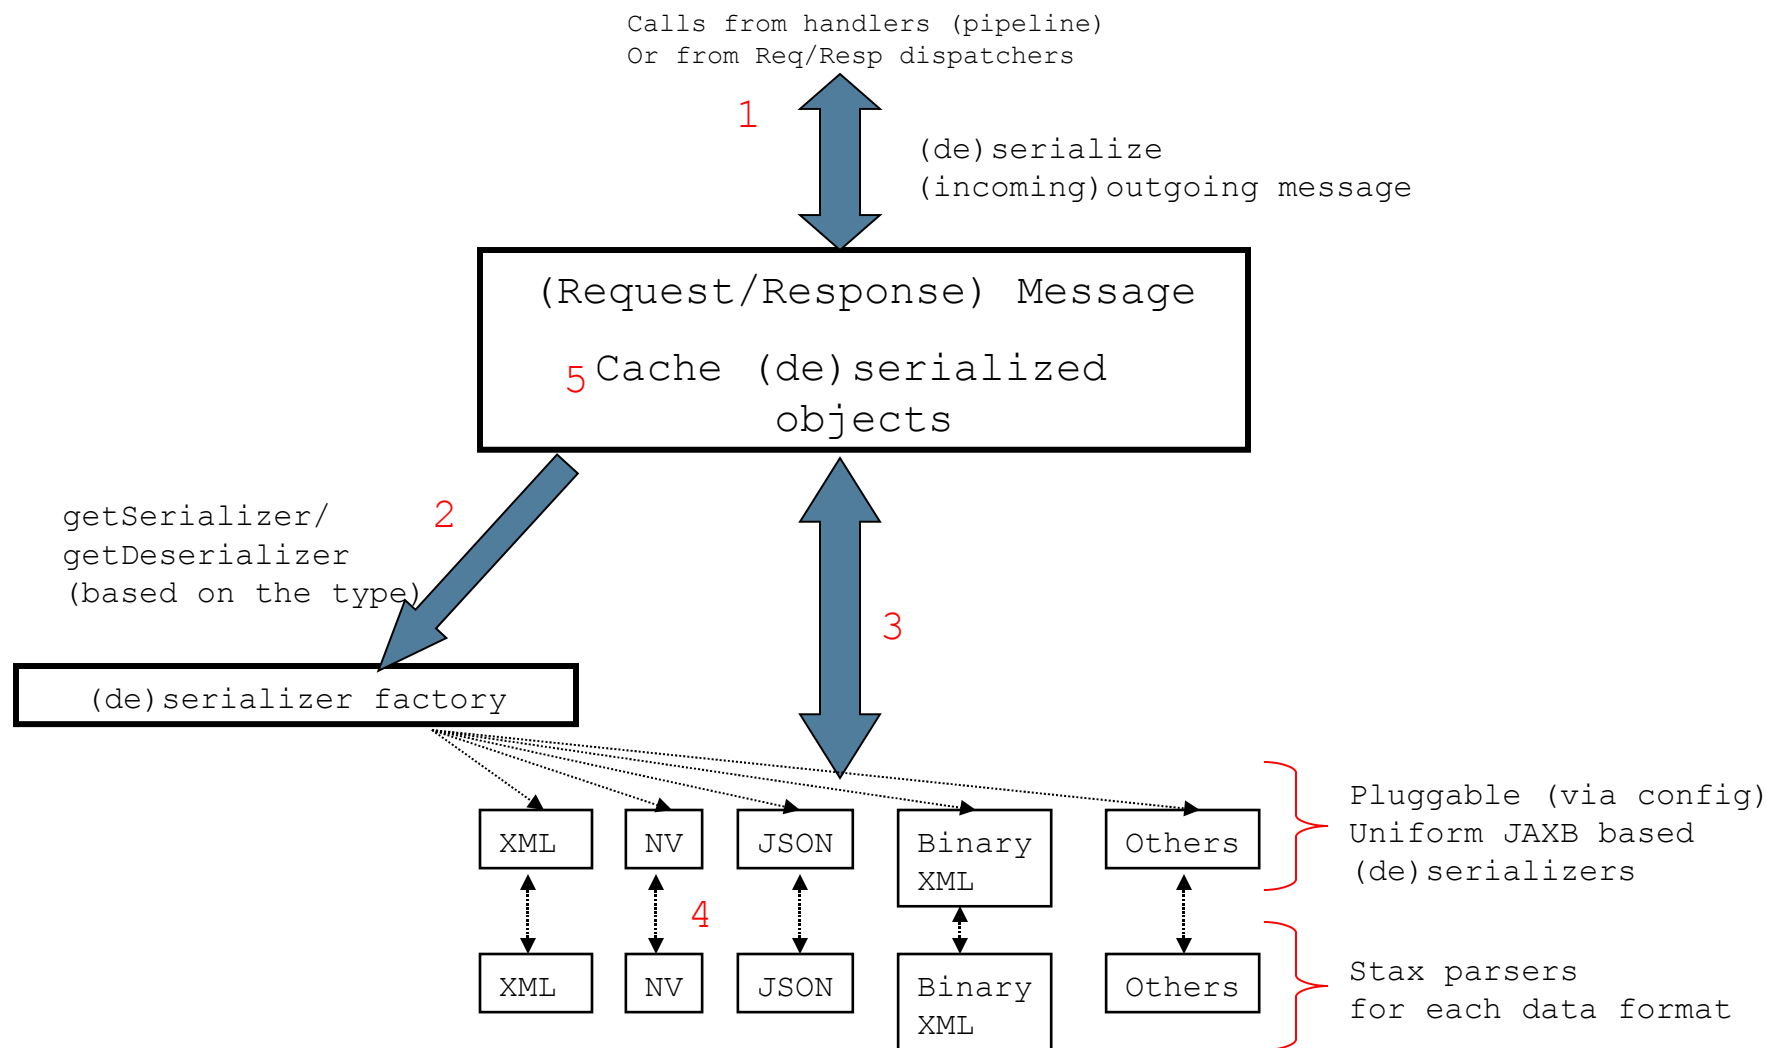 Calls from handlers (pipeline)
Or from Req/Resp dispatchers
1
(de)serialize
(incoming)outgoing message
(Request/Response) Message
5
Cache (de)serialized
objects
getSerializer/
getDeserializer
(based on the type)
2
3
(de)serializer factory
XML
NV
JSON
Binary
XML
Others
Pluggable (via config)
Uniform JAXB based
(de)serializers
4
XML
NV
JSON
Binary
XML
Others
Stax parsers
for each data format